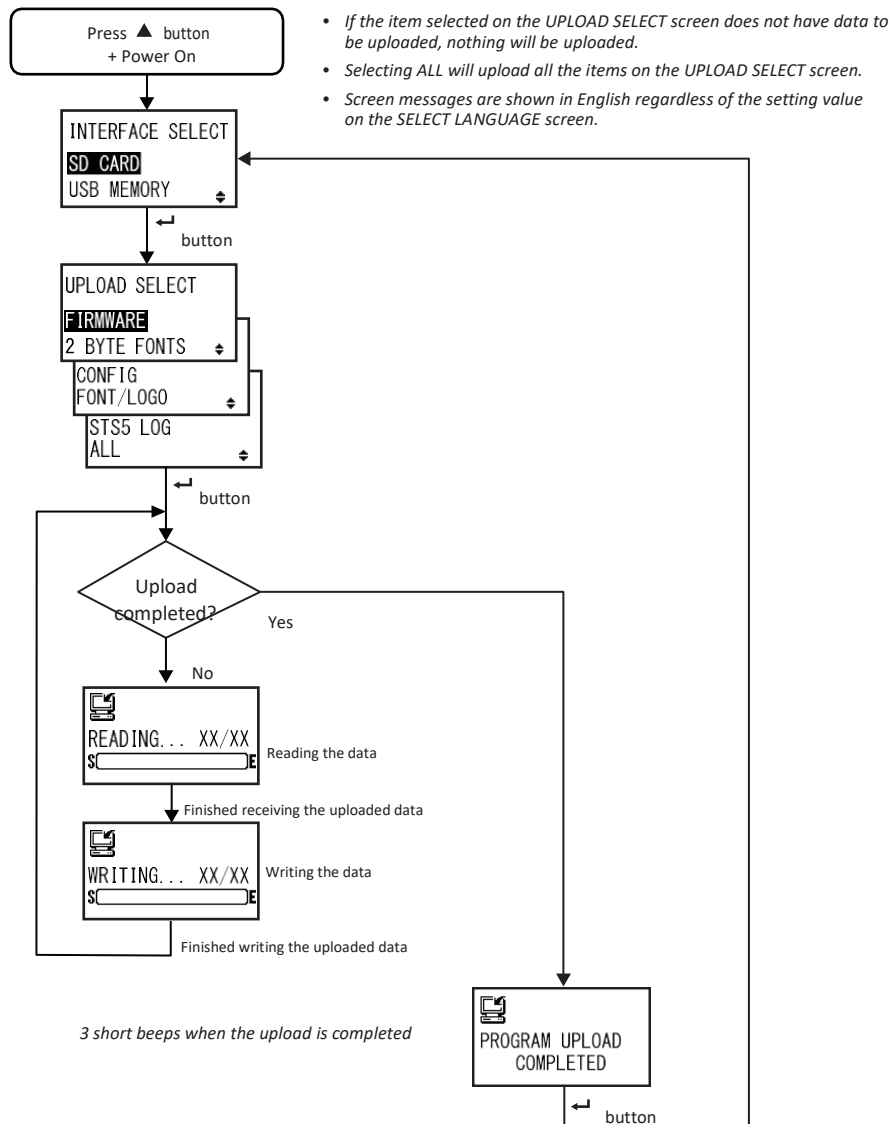 Press ▲ button
+ Power On
• If the item selected on the UPLOAD SELECT screen does not have data to
be uploaded, nothing will be uploaded.
• Selecting ALL will upload all the items on the UPLOAD SELECT screen.
• Screen messages are shown in English regardless of the setting value
on the SELECT LANGUAGE screen.
INTERFACE SELECT
SD CARD
USB MEMORY
↵ button
UPLOAD SELECT
FIRMWARE
2 BYTE FONTS
CONFIG
FONT/LOGO
STS5 LOG
ALL
↵ button
Upload
completed?
Yes
No
READING... XX/XX
S E
Reading the data
Finished receiving the uploaded data
WRITING... XX/XX
S E
Writing the data
Finished writing the uploaded data
3 short beeps when the upload is completed
PROGRAM UPLOAD
COMPLETED
↵ button